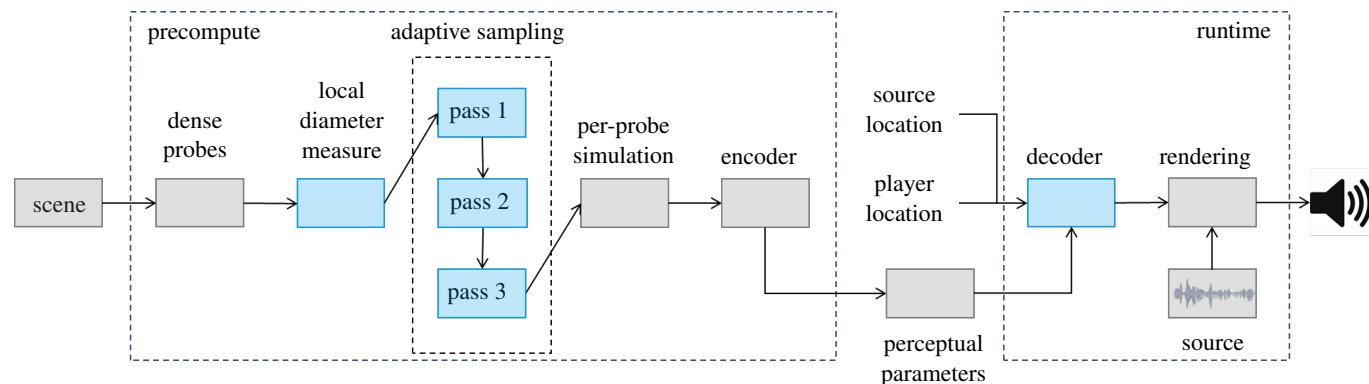 precompute
adaptive sampling
runtime
scene
dense
probes
local
diameter
measure
pass 1
pass 2
pass 3
per-probe
simulation
encoder
perceptual
parameters
source
location
player
location
decoder
rendering
source